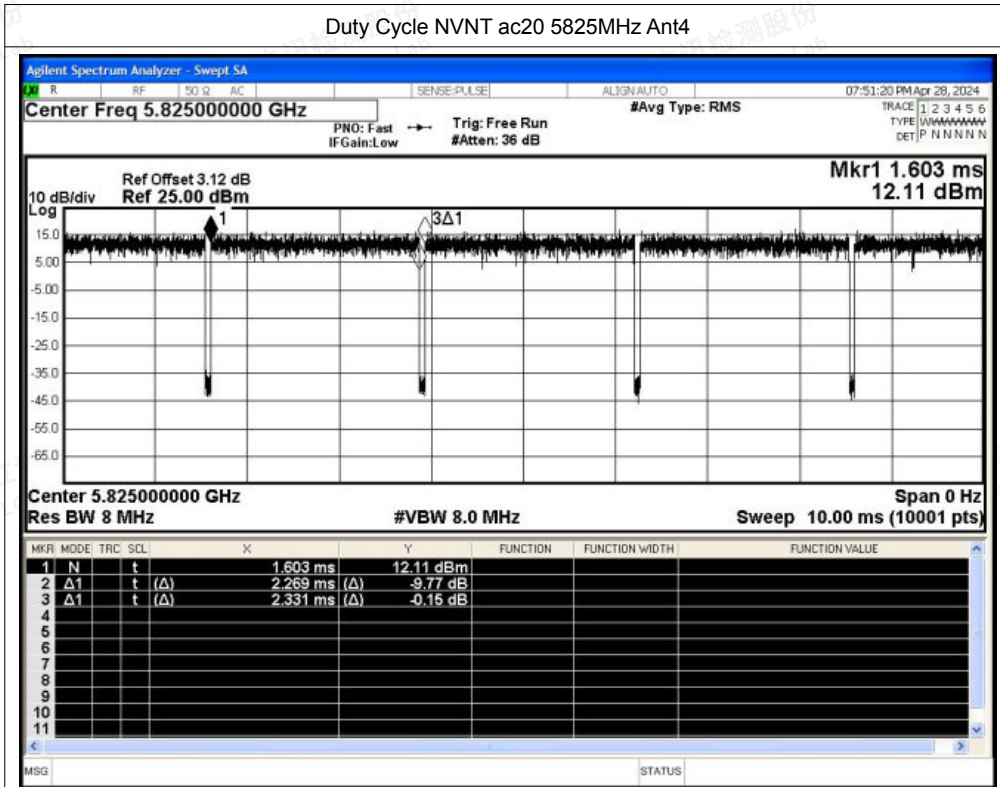 Duty Cycle NVNT ac20 5825MHz Ant4
Agilent Spectrum Analyzer - Swept SA
R RF 50 Ω AC SENSE:PULSE ALIGN AUTO 07:51:20 PM Apr 28, 2024
Center Freq 5.825000000 GHz #Avg Type: RMS TRACE 1 2 3 4 5 6
PNO: Fast Trig: Free Run TYPE
IFGain:Low #Atten: 36 dB DET P N N N N N
Mkr1 1.603 ms
Ref Offset 3.12 dB
10 dB/div Ref 25.00 dBm 12.11 dBm
Log
1 3Δ1
15.0
5.00
-5.00
-15.0
-25.0
-35.0
-45.0
-55.0
-65.0
Center 5.825000000 GHz Span 0 Hz
Res BW 8 MHz #VBW 8.0 MHz Sweep 10.00 ms (10001 pts)
MKR MODE TRC SCL X Y FUNCTION FUNCTION WIDTH FUNCTION VALUE
1 N t 1.603 ms 12.11 dBm
2 Δ1 t (Δ) 2.269 ms (Δ) -9.77 dB
3 Δ1 t (Δ) 2.331 ms (Δ) -0.15 dB
4
5
6
7
8
9
10
11
MSG STATUS